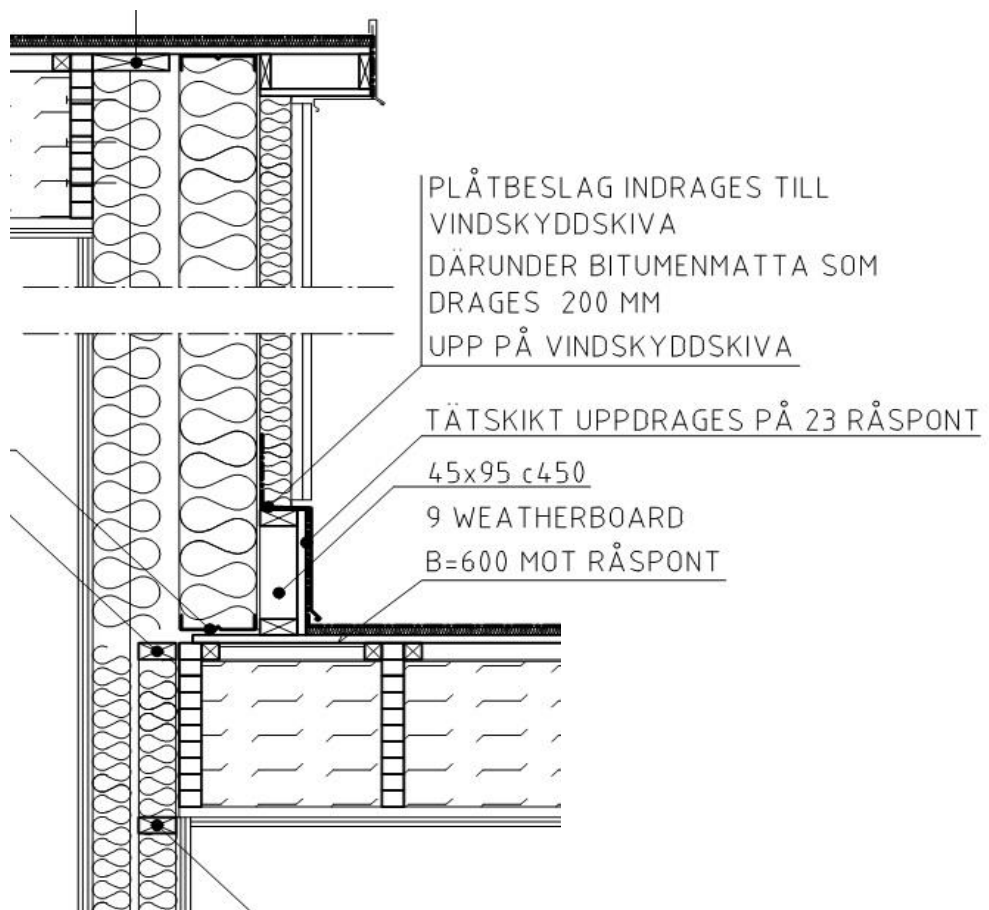 PLÅTBESLAG INDRAGES TILL
VINDSKYDDSKIVA
DÄRUNDER BITUMENMATTA SOM
DRAGES 200 MM
UPP PÅ VINDSKYDDSKIVA
TÄTSKIKT UPPDRAGES PÅ 23 RÅSPONT
45x95 c450
9 WEATHERBOARD
B=600 MOT RÅSPONT